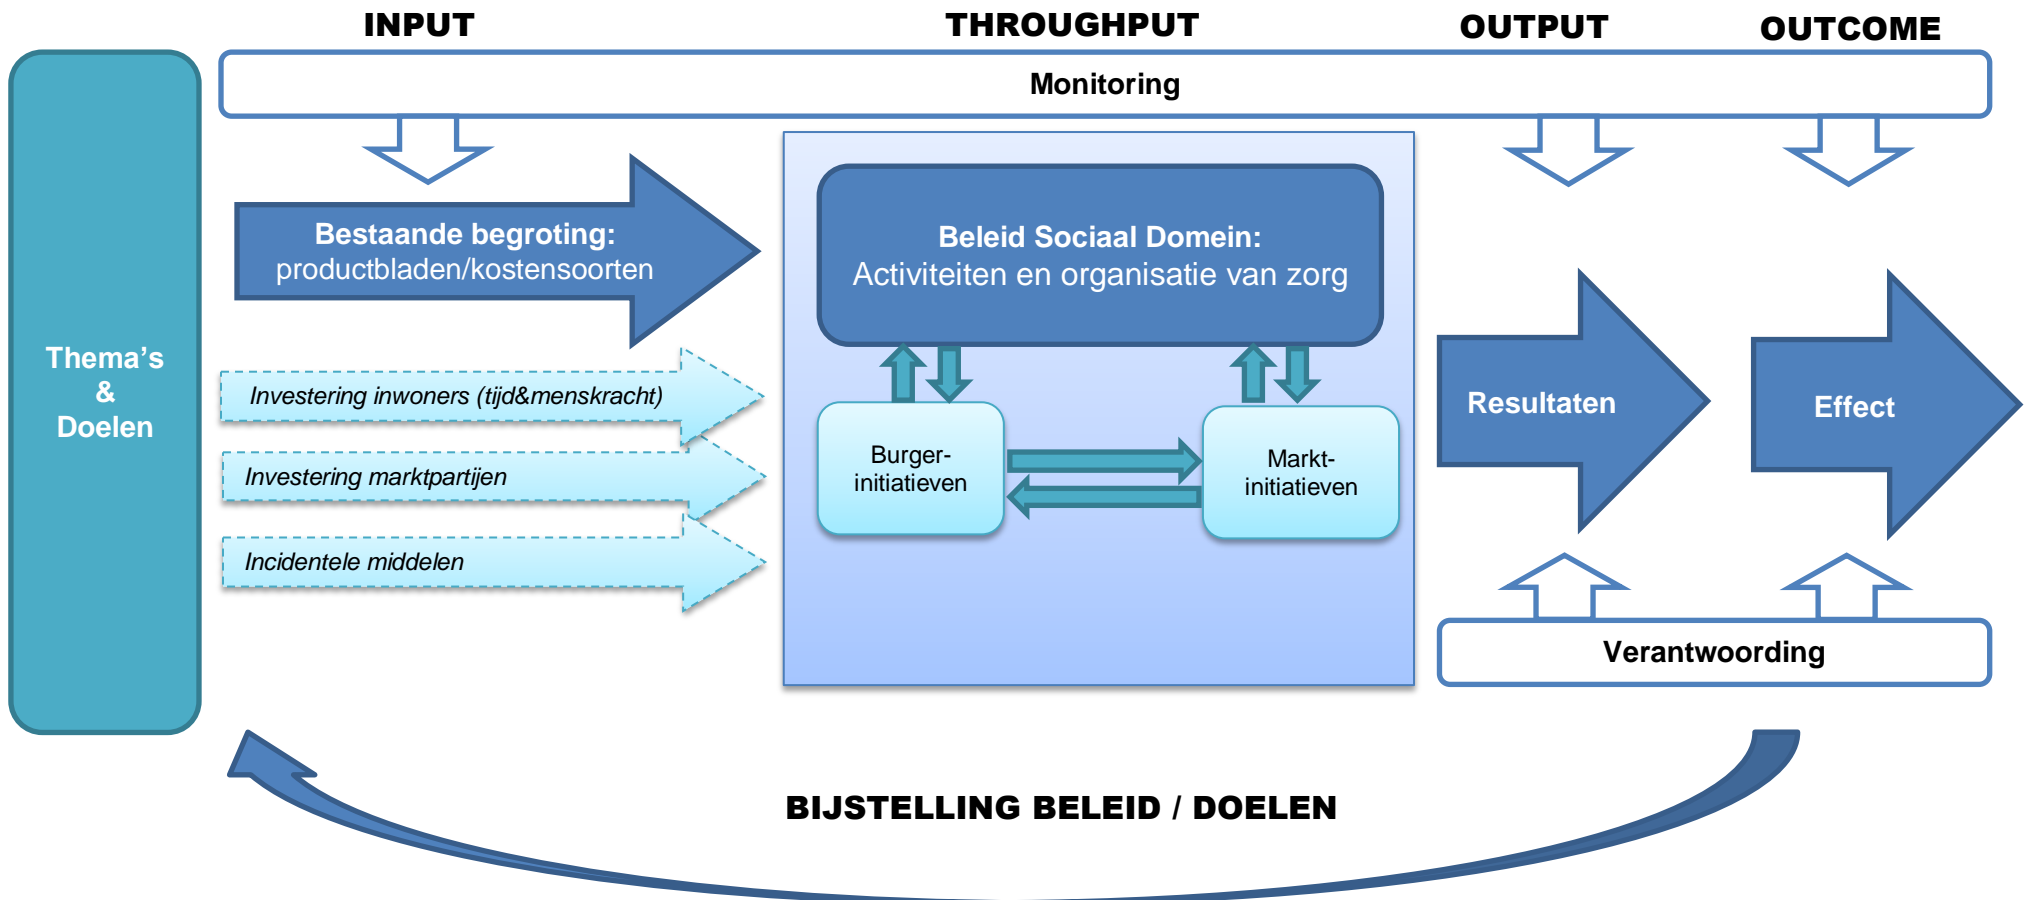 INPUT
THROUGHPUT
OUTPUT
OUTCOME
Monitoring
Thema’s
&
Doelen
Bestaande begroting:
productbladen/kostensoorten
Investering inwoners (tijd&menskracht)
Investering marktpartijen
Incidentele middelen
Beleid Sociaal Domein:
Activiteiten en organisatie van zorg
Burger-
initiatieven
Markt-
initiatieven
Resultaten
Effect
Verantwoording
BIJSTELLING BELEID / DOELEN